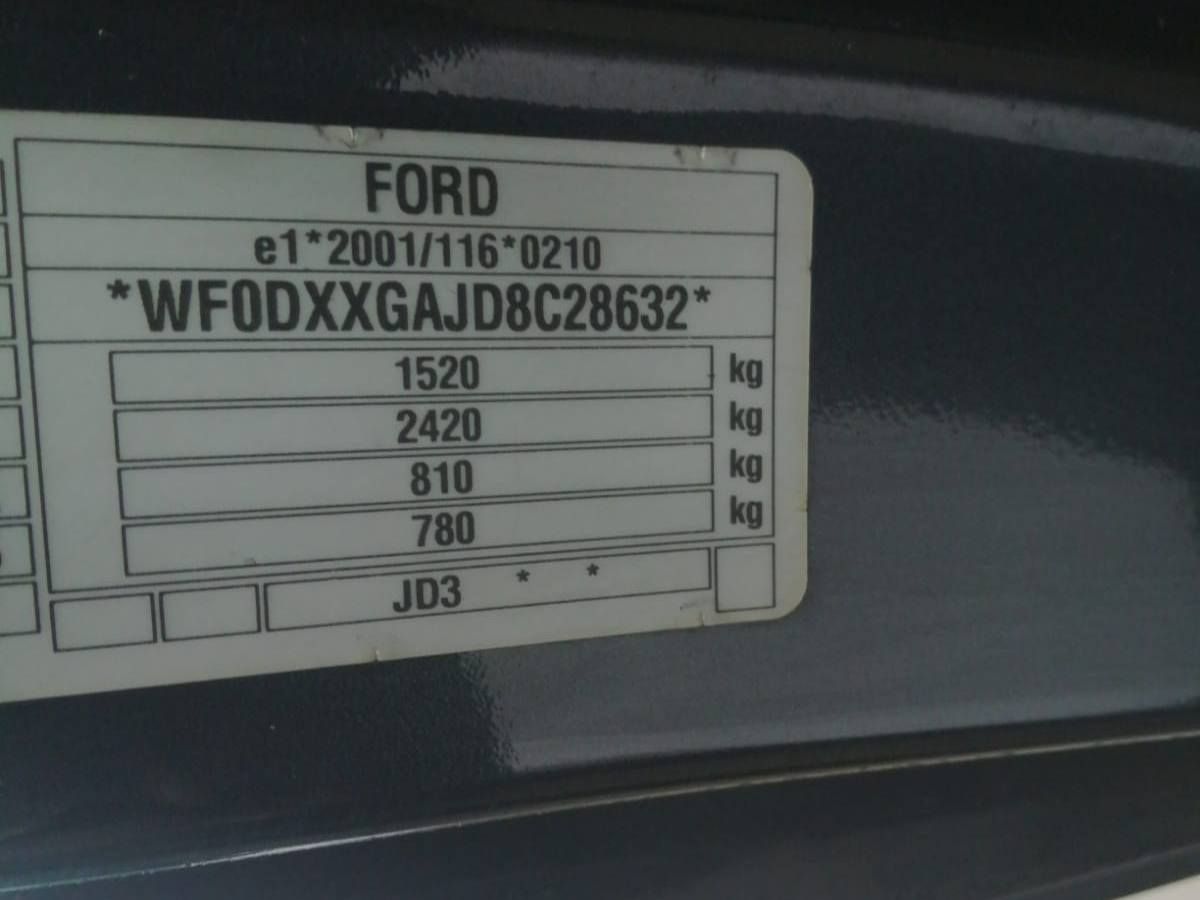 FORD
e1*2001/116*0210
*WF0DXXGAJD8C28632*
1520 kg
2420 kg
810 kg
780 kg
JD3 * *